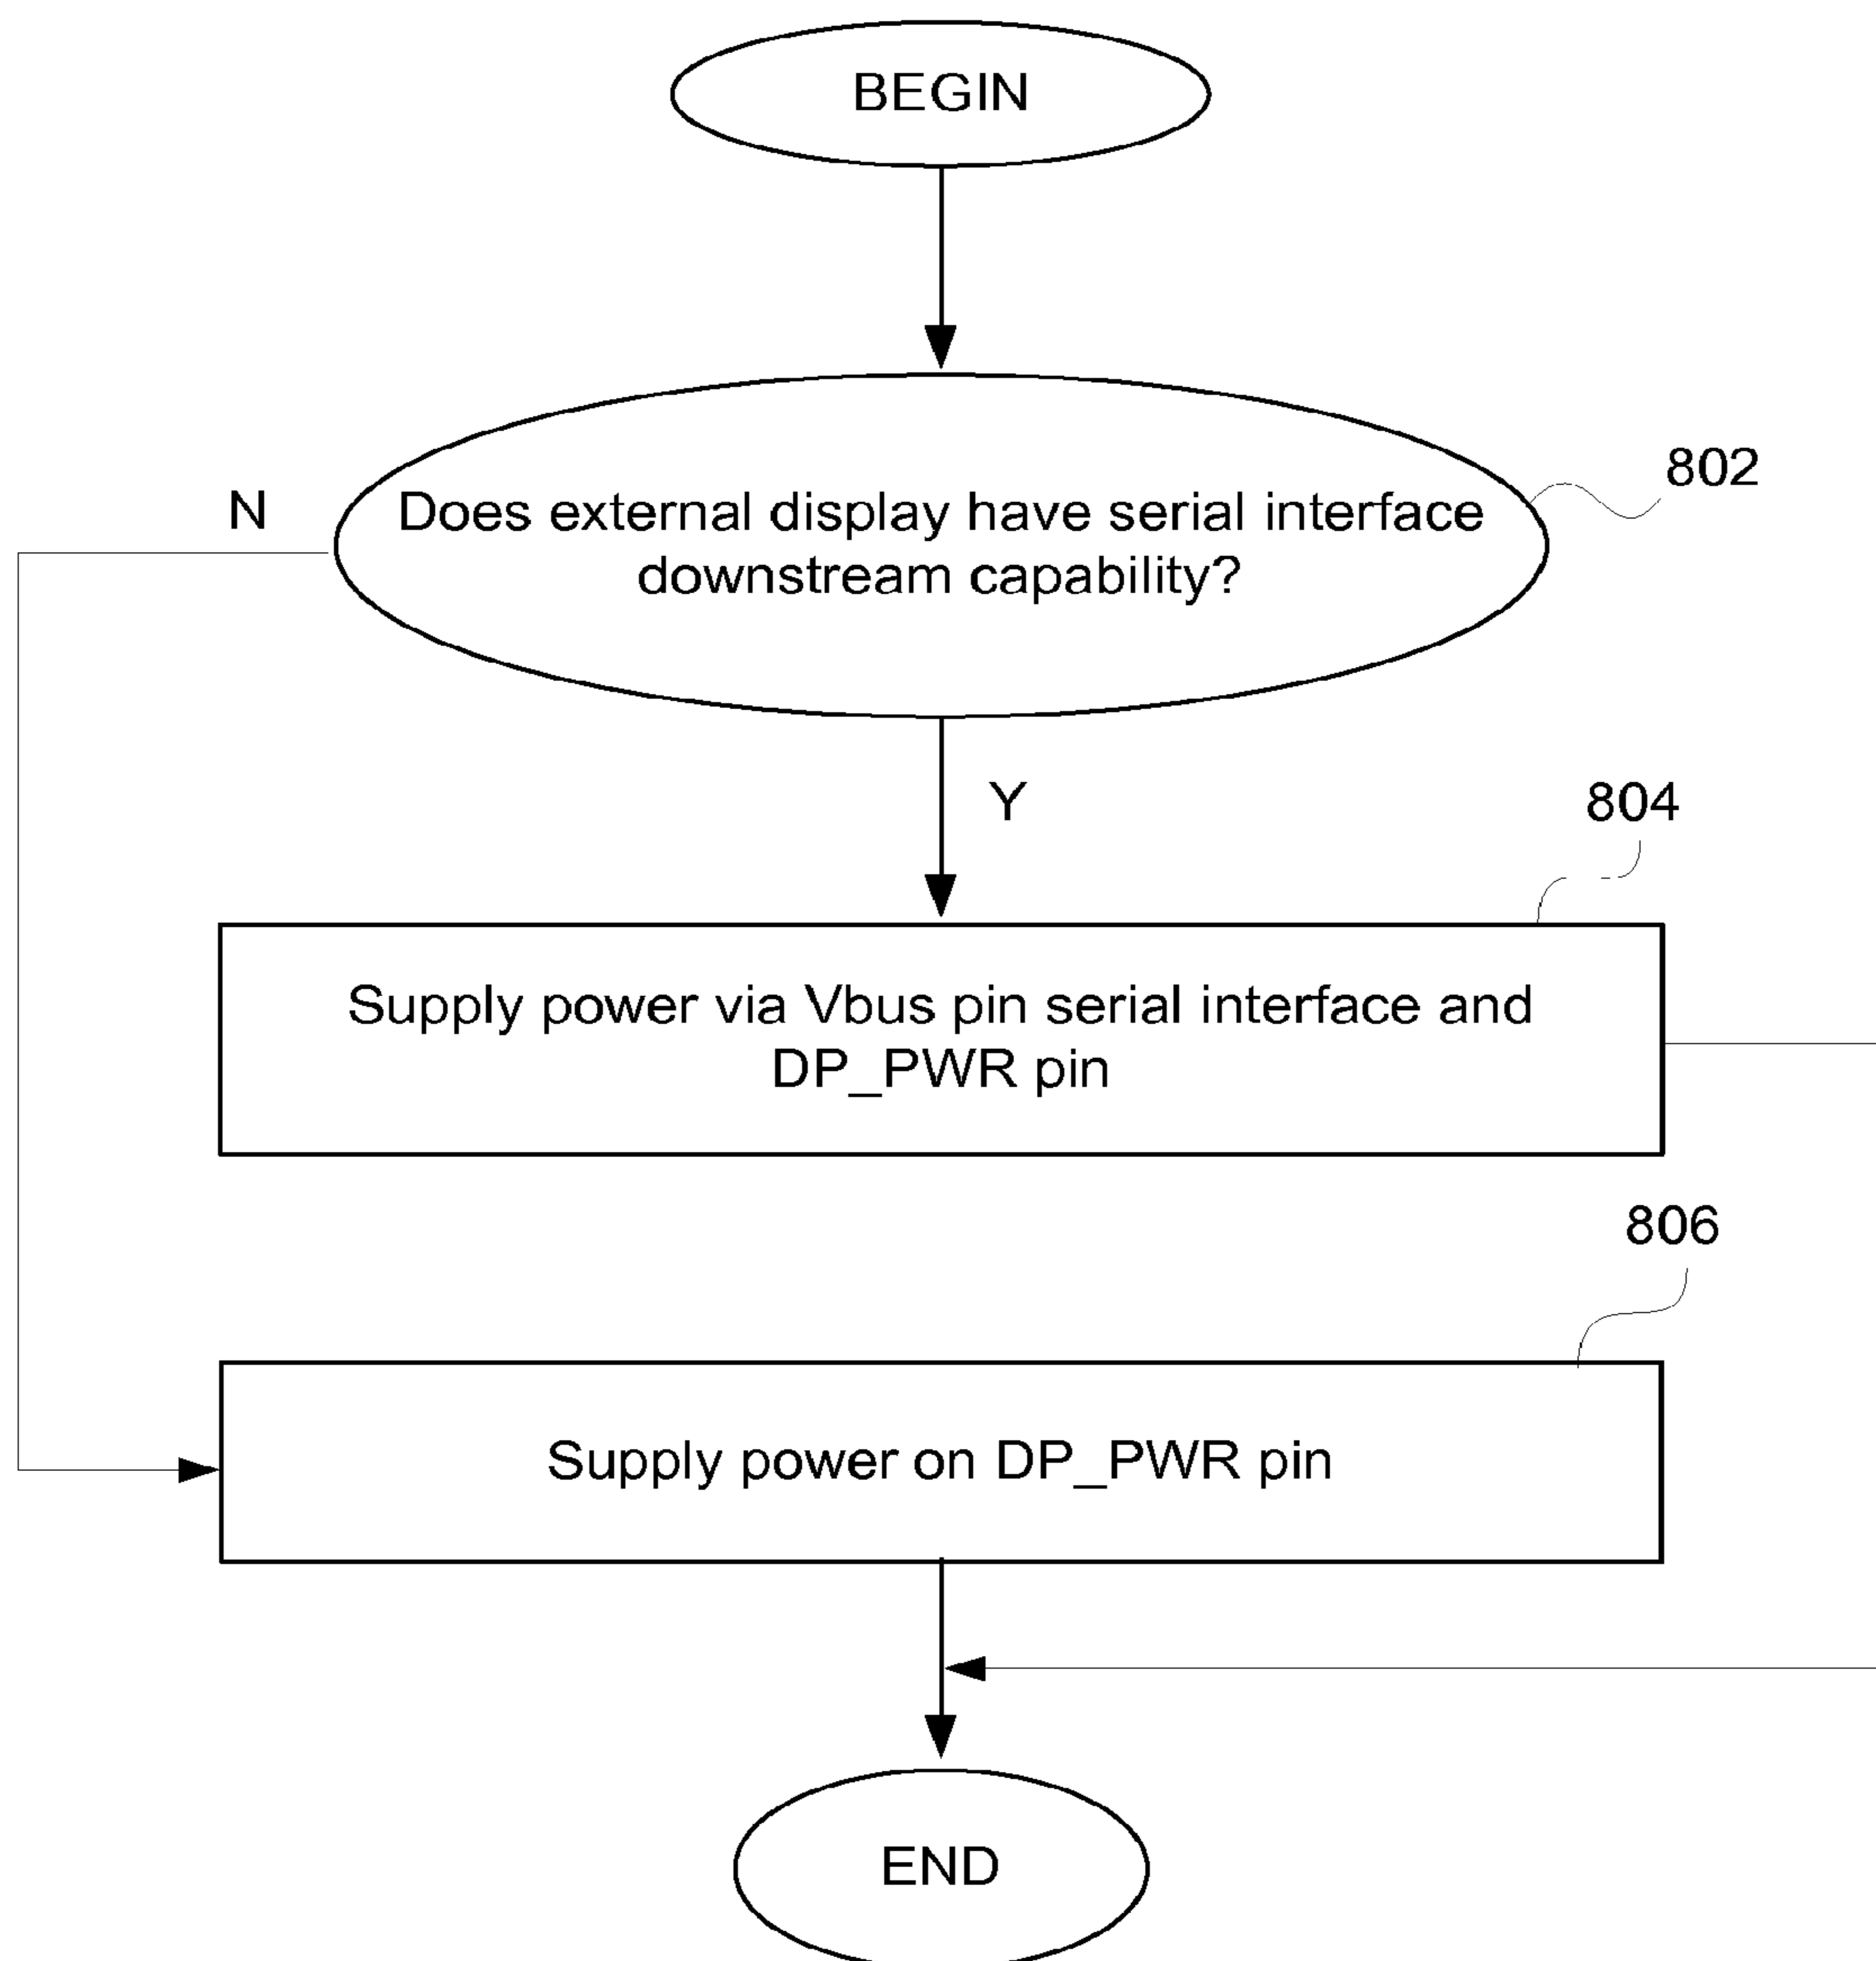 BEGIN
802
N
Does external display have serial interface
downstream capability?
Y
804
Supply power via Vbus pin serial interface and
DP_PWR pin
806
Supply power on DP_PWR pin
END